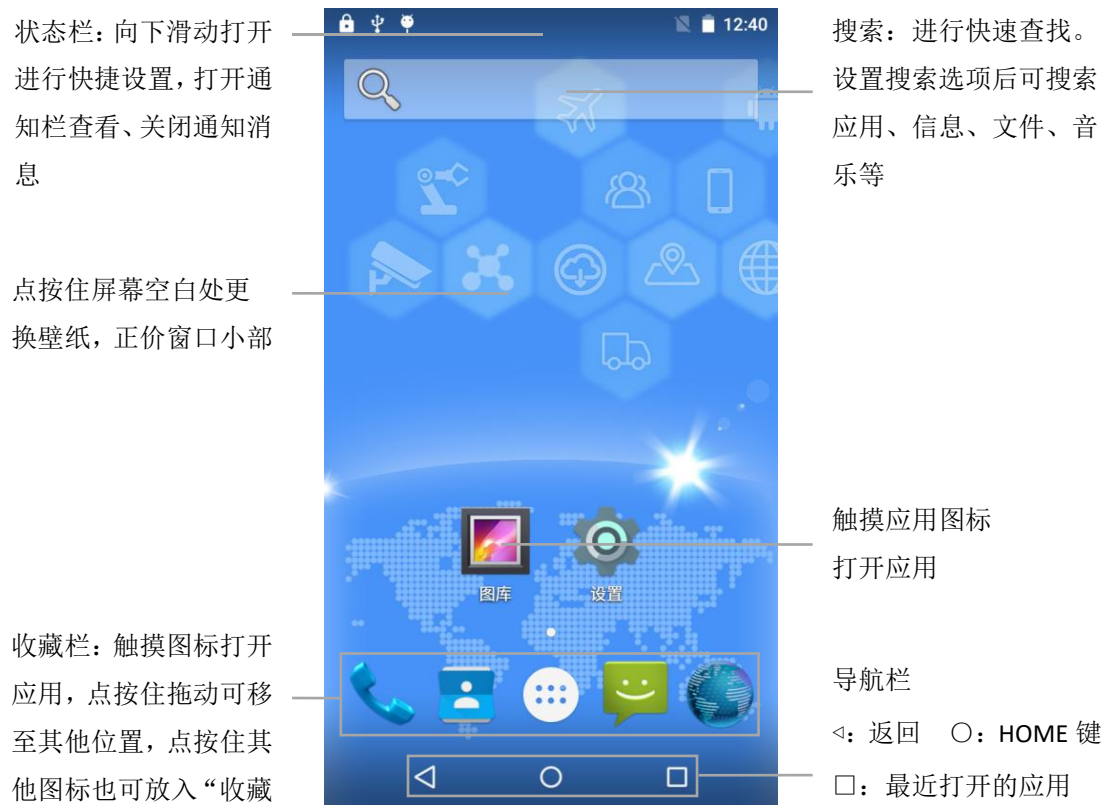 状态栏：向下滑动打开
进行快捷设置，打开通
知栏查看、关闭通知消
息
点按住屏幕空白处更
换壁纸，正价窗口小部
收藏栏：触摸图标打开
应用，点按住拖动可移
至其他位置，点按住其
他图标也可放入“收藏
12:40
图库
设置
搜索：进行快速查找。
设置搜索选项后可搜索
应用、信息、文件、音
乐等
触摸应用图标
打开应用
导航栏
◁：返回　〇：HOME 键
□：最近打开的应用